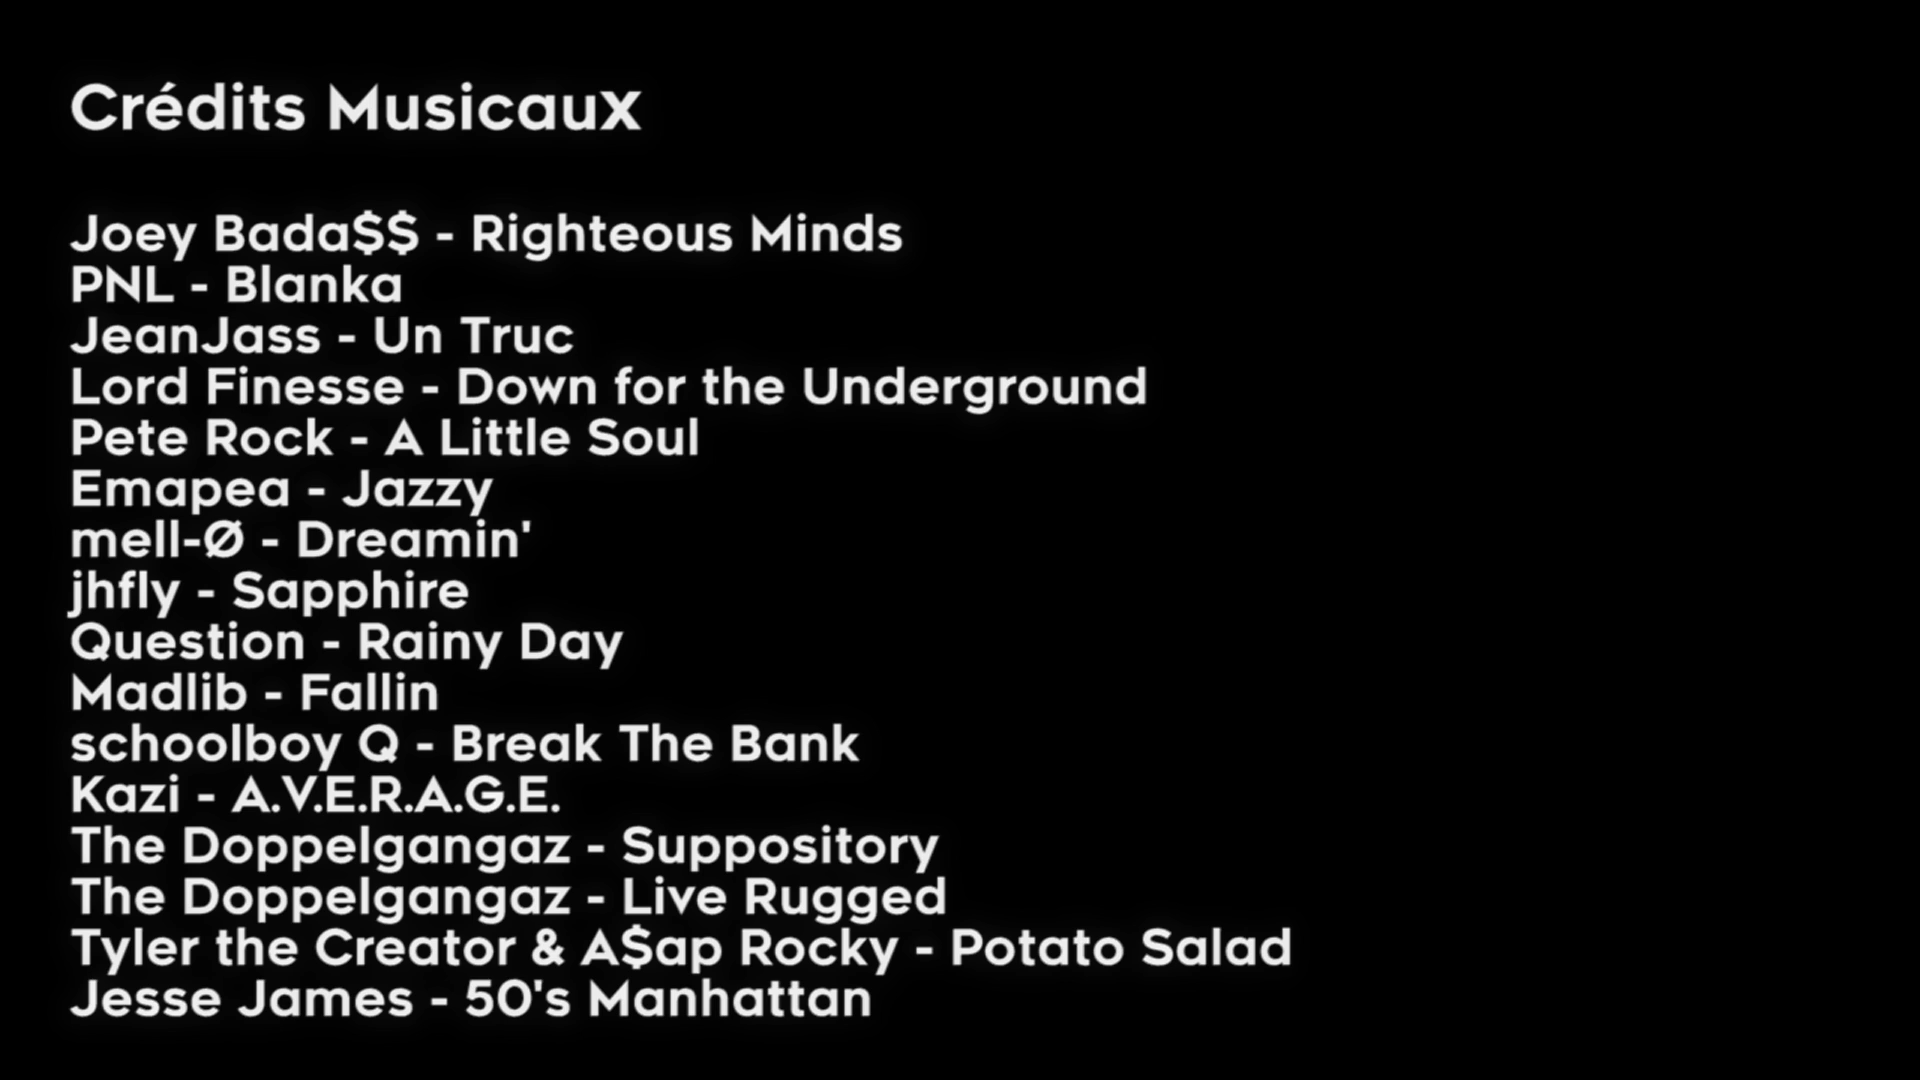 Crédits Musicaux
Joey Bada$$ - Righteous Minds
PNL - Blanka
JeanJass - Un Truc
Lord Finesse - Down for the Underground
Pete Rock - A Little Soul
Emapea - Jazzy
mell-Ø - Dreamin'
jhfly - Sapphire
Question - Rainy Day
Madlib - Fallin
schoolboy Q - Break The Bank
Kazi - A.V.E.R.A.G.E.
The Doppelgangaz - Suppository
The Doppelgangaz - Live Rugged
Tyler the Creator & A$ap Rocky - Potato Salad
Jesse James - 50's Manhattan